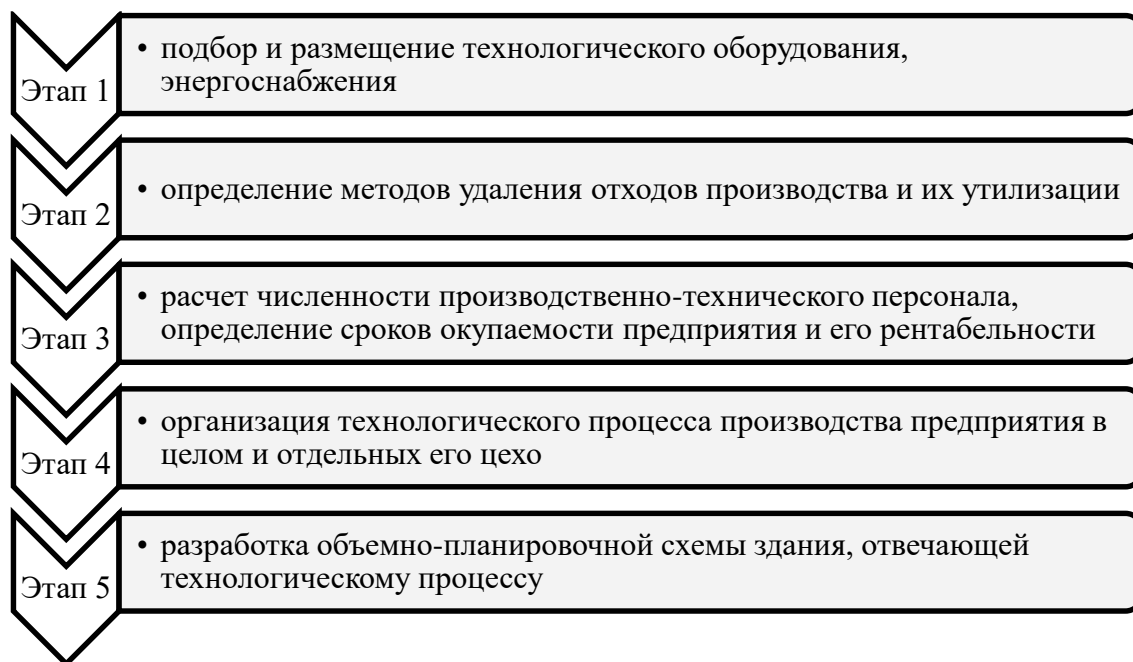 Этап 1
• подбор и размещение технологического оборудования,
энергоснабжения
Этап 2
• определение методов удаления отходов производства и их утилизации
Этап 3
• расчет численности производственно-технического персонала,
определение сроков окупаемости предприятия и его рентабельности
Этап 4
• организация технологического процесса производства предприятия в
целом и отдельных его цехо
Этап 5
• разработка объемно-планировочной схемы здания, отвечающей
технологическому процессу